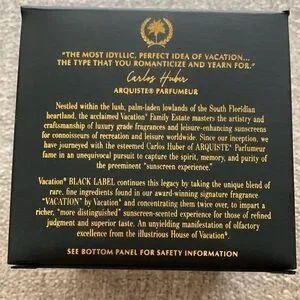 "THE MOST IDYLLIC, PERFECT IDEA OF VACATION...
THE TYPE THAT YOU ROMANTICIZE AND YEARN FOR."
Carlos Huber
ARQUISTE® PARFUMEUR
Nestled within the lush, palm-laden lowlands of the South Floridian
heartland, the acclaimed Vacation® Family Estate masters the artistry and
craftsmanship of luxury grade fragrances and leisure-enhancing sunscreens
for connoisseurs of recreation and leisure worldwide. Since our inception, we
have journeyed with the esteemed Carlos Huber of ARQUISTE® Parfumeur
fame in an unequivocal pursuit to capture the spirit, memory, and purity of
the preeminent "sunscreen experience."
Vacation® BLACK LABEL continues this legacy by taking the unique blend of
rare, fine ingredients found in our award-winning signature fragrance
"VACATION" by Vacation® and concentrating them twice over, to impart a
richer, "more distinguished" sunscreen-scented experience for those of refined
judgment and superior taste. An unyielding manifestation of olfactory
excellence from the illustrious House of Vacation®.
SEE BOTTOM PANEL FOR SAFETY INFORMATION